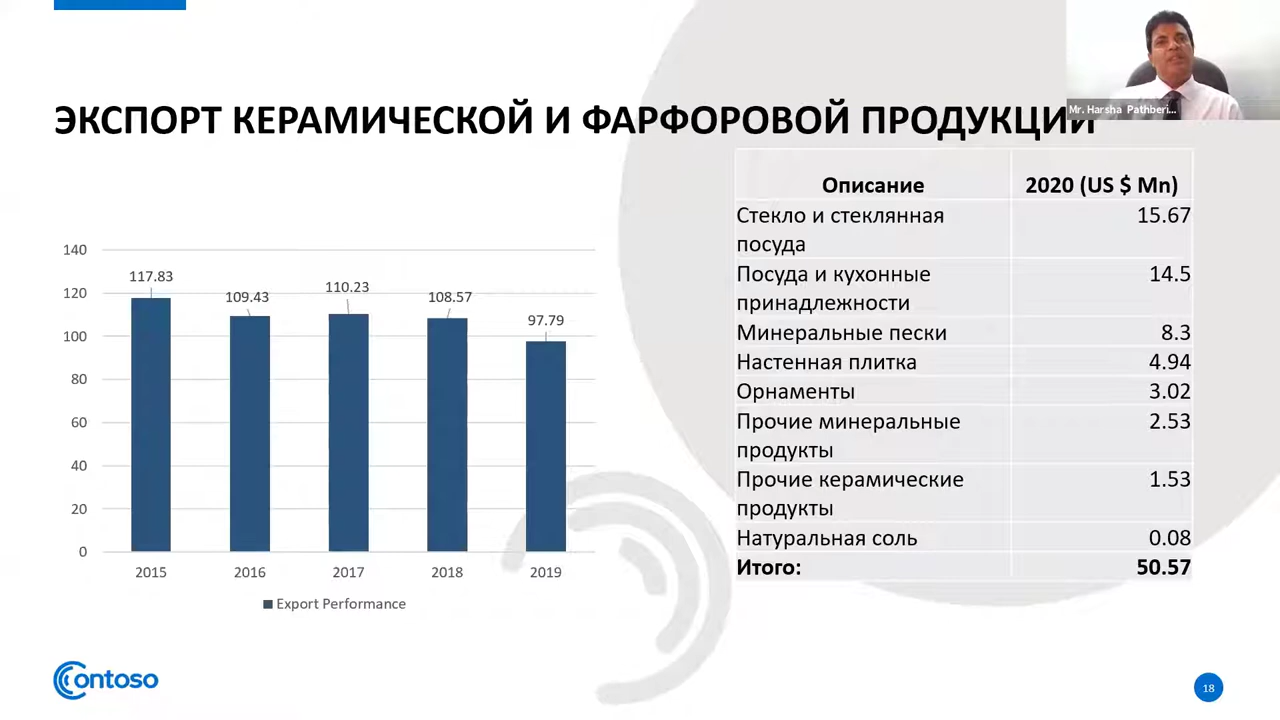 Mr. Harsha Pathberi...
ЭКСПОРТ КЕРАМИЧЕСКОЙ И ФАРФОРОВОЙ ПРОДУКЦИИ
140
120
100
80
60
40
20
0
117.83
109.43
110.23
108.57
97.79
2015 2016 2017 2018 2019
Export Performance
Описание 2020 (US $ Mn)
Стекло и стеклянная 15.67
посуда
Посуда и кухонные 14.5
принадлежности
Минеральные пески 8.3
Настенная плитка 4.94
Орнаменты 3.02
Прочие минеральные 2.53
продукты
Прочие керамические 1.53
продукты
Натуральная соль 0.08
Итого: 50.57
Contoso
18